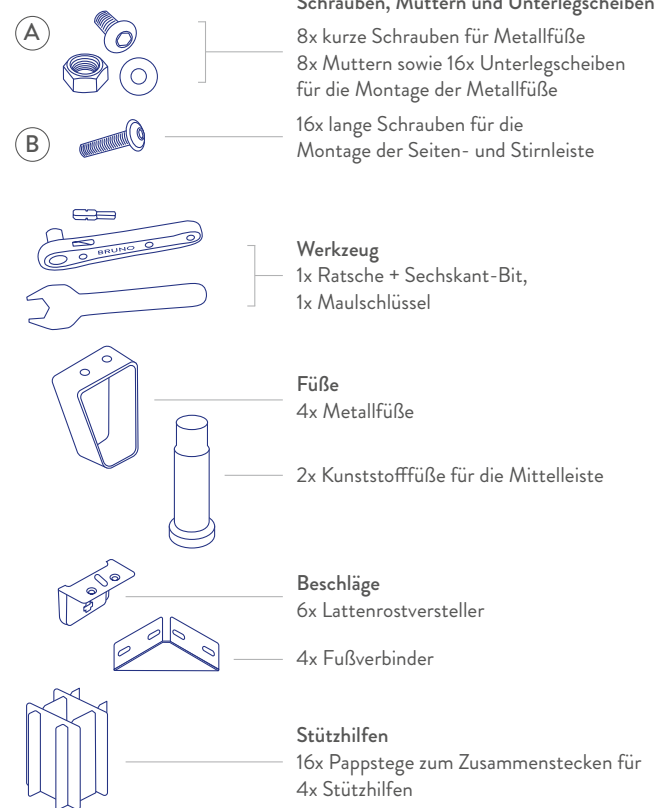 Schrauben, Muttern und Unterlegscheiben
A
8x kurze Schrauben für Metallfüße
8x Muttern sowie 16x Unterlegscheiben
für die Montage der Metallfüße
B
16x lange Schrauben für die
Montage der Seiten- und Stirnleiste
BRUNO
Werkzeug
1x Ratsche + Sechskant-Bit,
1x Maulschlüssel
Füße
4x Metallfüße
2x Kunststofffüße für die Mittelleiste
Beschläge
6x Lattenrostversteller
4x Fußverbinder
Stützhilfen
16x Pappstege zum Zusammenstecken für
4x Stützhilfen